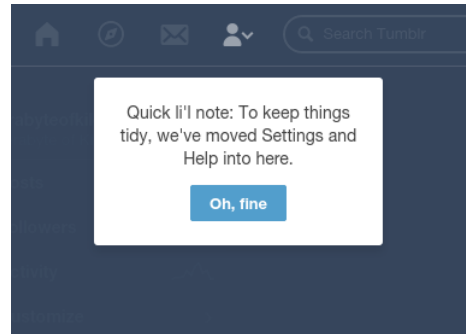 Search Tumblr
Quick li'l note: To keep things
tidy, we've moved Settings and
Help into here.
Oh, fine